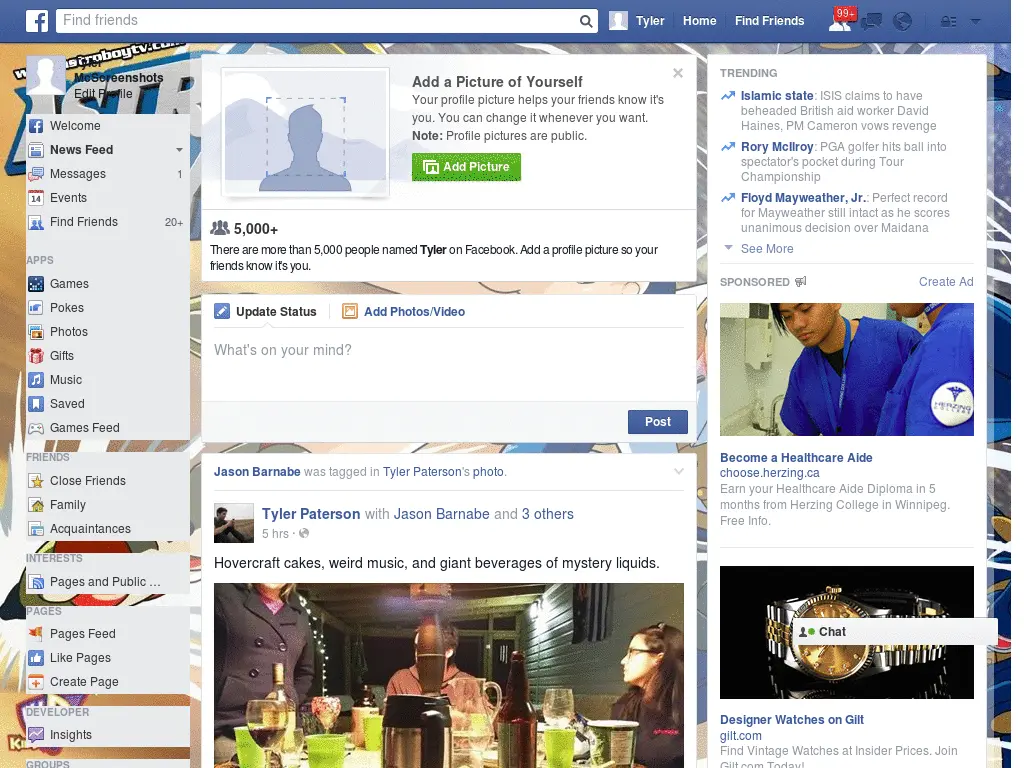 Find friends
Tyler
Home
Find Friends
99+
astroboytv.com
Tyler
McScreenshots
Edit Profile
Welcome
News Feed
Messages 1
Events
Find Friends 20+
APPS
Games
Pokes
Photos
Gifts
Music
Saved
Games Feed
FRIENDS
Close Friends
Family
Acquaintances
INTERESTS
Pages and Public ...
PAGES
Pages Feed
Like Pages
Create Page
DEVELOPER
Insights
GROUPS
Add a Picture of Yourself
Your profile picture helps your friends know it's
you. You can change it whenever you want.
Note: Profile pictures are public.
Add Picture
5,000+
There are more than 5,000 people named Tyler on Facebook. Add a profile picture so your
friends know it's you.
Update Status
Add Photos/Video
What's on your mind?
Post
Jason Barnabe was tagged in Tyler Paterson's photo.
Tyler Paterson with Jason Barnabe and 3 others
5 hrs ·
Hovercraft cakes, weird music, and giant beverages of mystery liquids.
TRENDING
Islamic state: ISIS claims to have
beheaded British aid worker David
Haines, PM Cameron vows revenge
Rory McIlroy: PGA golfer hits ball into
spectator's pocket during Tour
Championship
Floyd Mayweather, Jr.: Perfect record
for Mayweather still intact as he scores
unanimous decision over Maidana
See More
SPONSORED
Create Ad
HERZING
COLLEGE
Become a Healthcare Aide
choose.herzing.ca
Earn your Healthcare Aide Diploma in 5
months from Herzing College in Winnipeg.
Free Info.
Chat
Designer Watches on Gilt
gilt.com
Find Vintage Watches at Insider Prices. Join
Gilt.com Today!